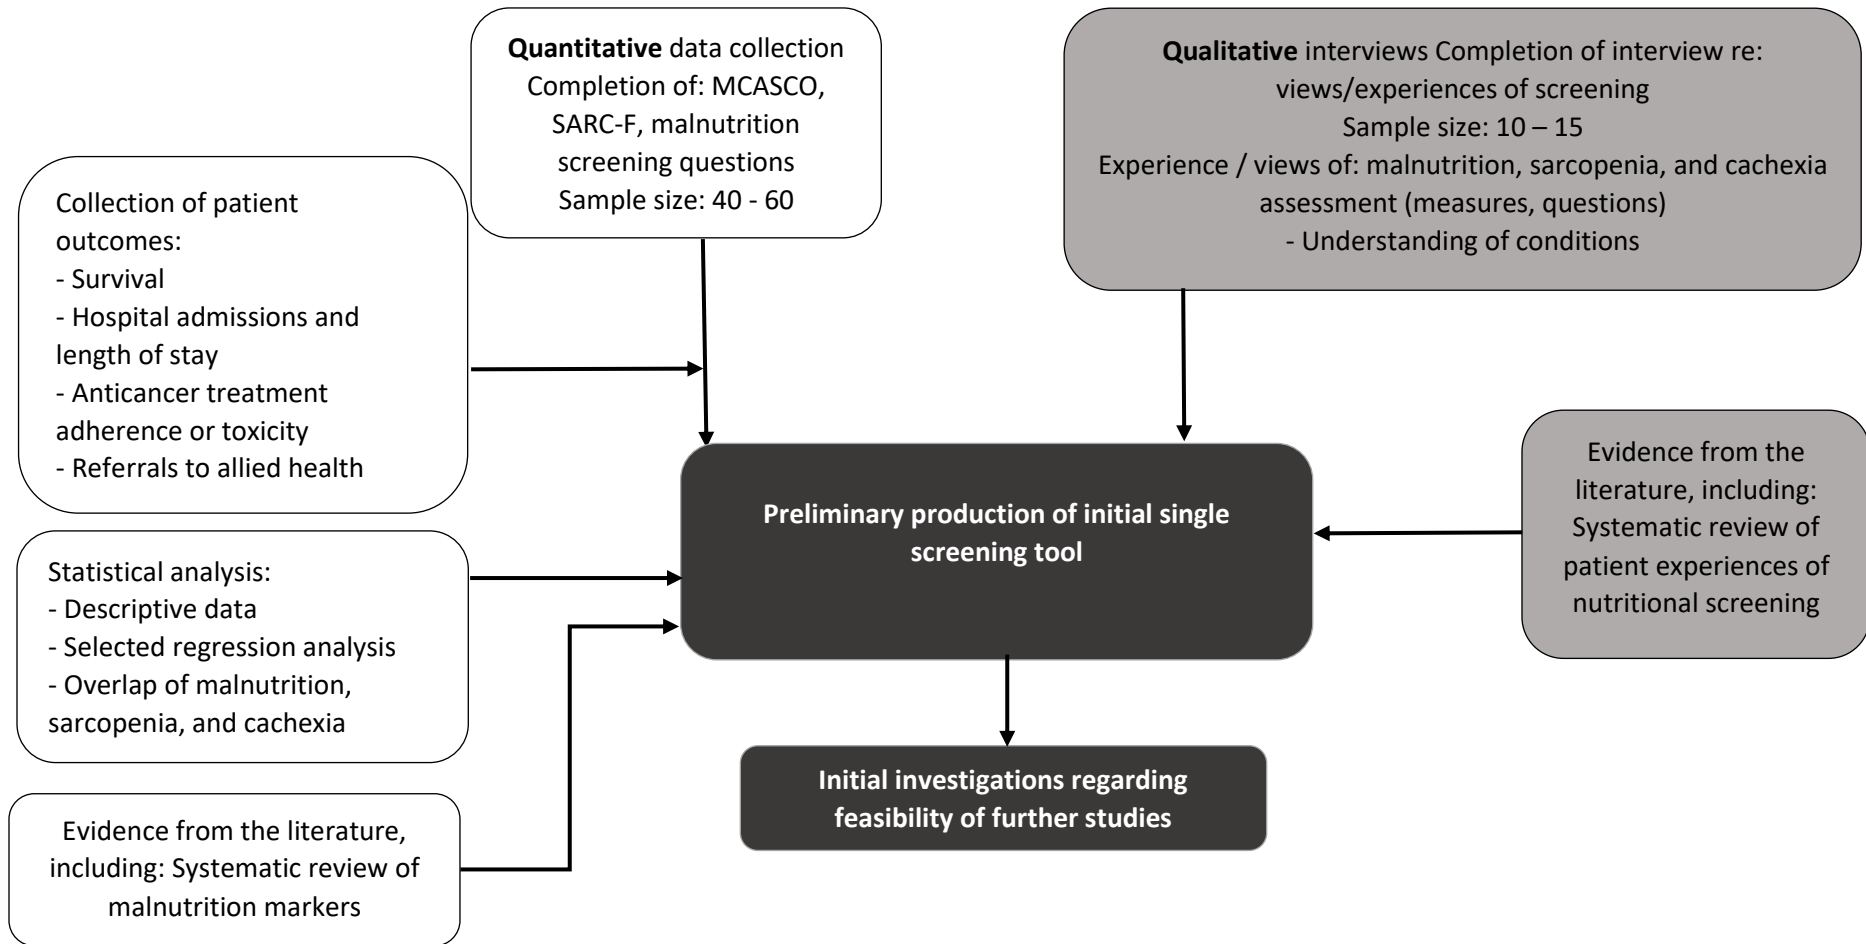 Quantitative data collection
Completion of: MCASCO,
SARC-F, malnutrition
screening questions
Sample size: 40 - 60
Qualitative interviews Completion of interview re:
views/experiences of screening
Sample size: 10 – 15
Experience / views of: malnutrition, sarcopenia, and cachexia
assessment (measures, questions)
- Understanding of conditions
Collection of patient
outcomes:
- Survival
- Hospital admissions and
length of stay
- Anticancer treatment
adherence or toxicity
- Referrals to allied health
Preliminary production of initial single
screening tool
Evidence from the
literature, including:
Systematic review of
patient experiences of
nutritional screening
Statistical analysis:
- Descriptive data
- Selected regression analysis
- Overlap of malnutrition,
sarcopenia, and cachexia
Initial investigations regarding
feasibility of further studies
Evidence from the literature,
including: Systematic review of
malnutrition markers